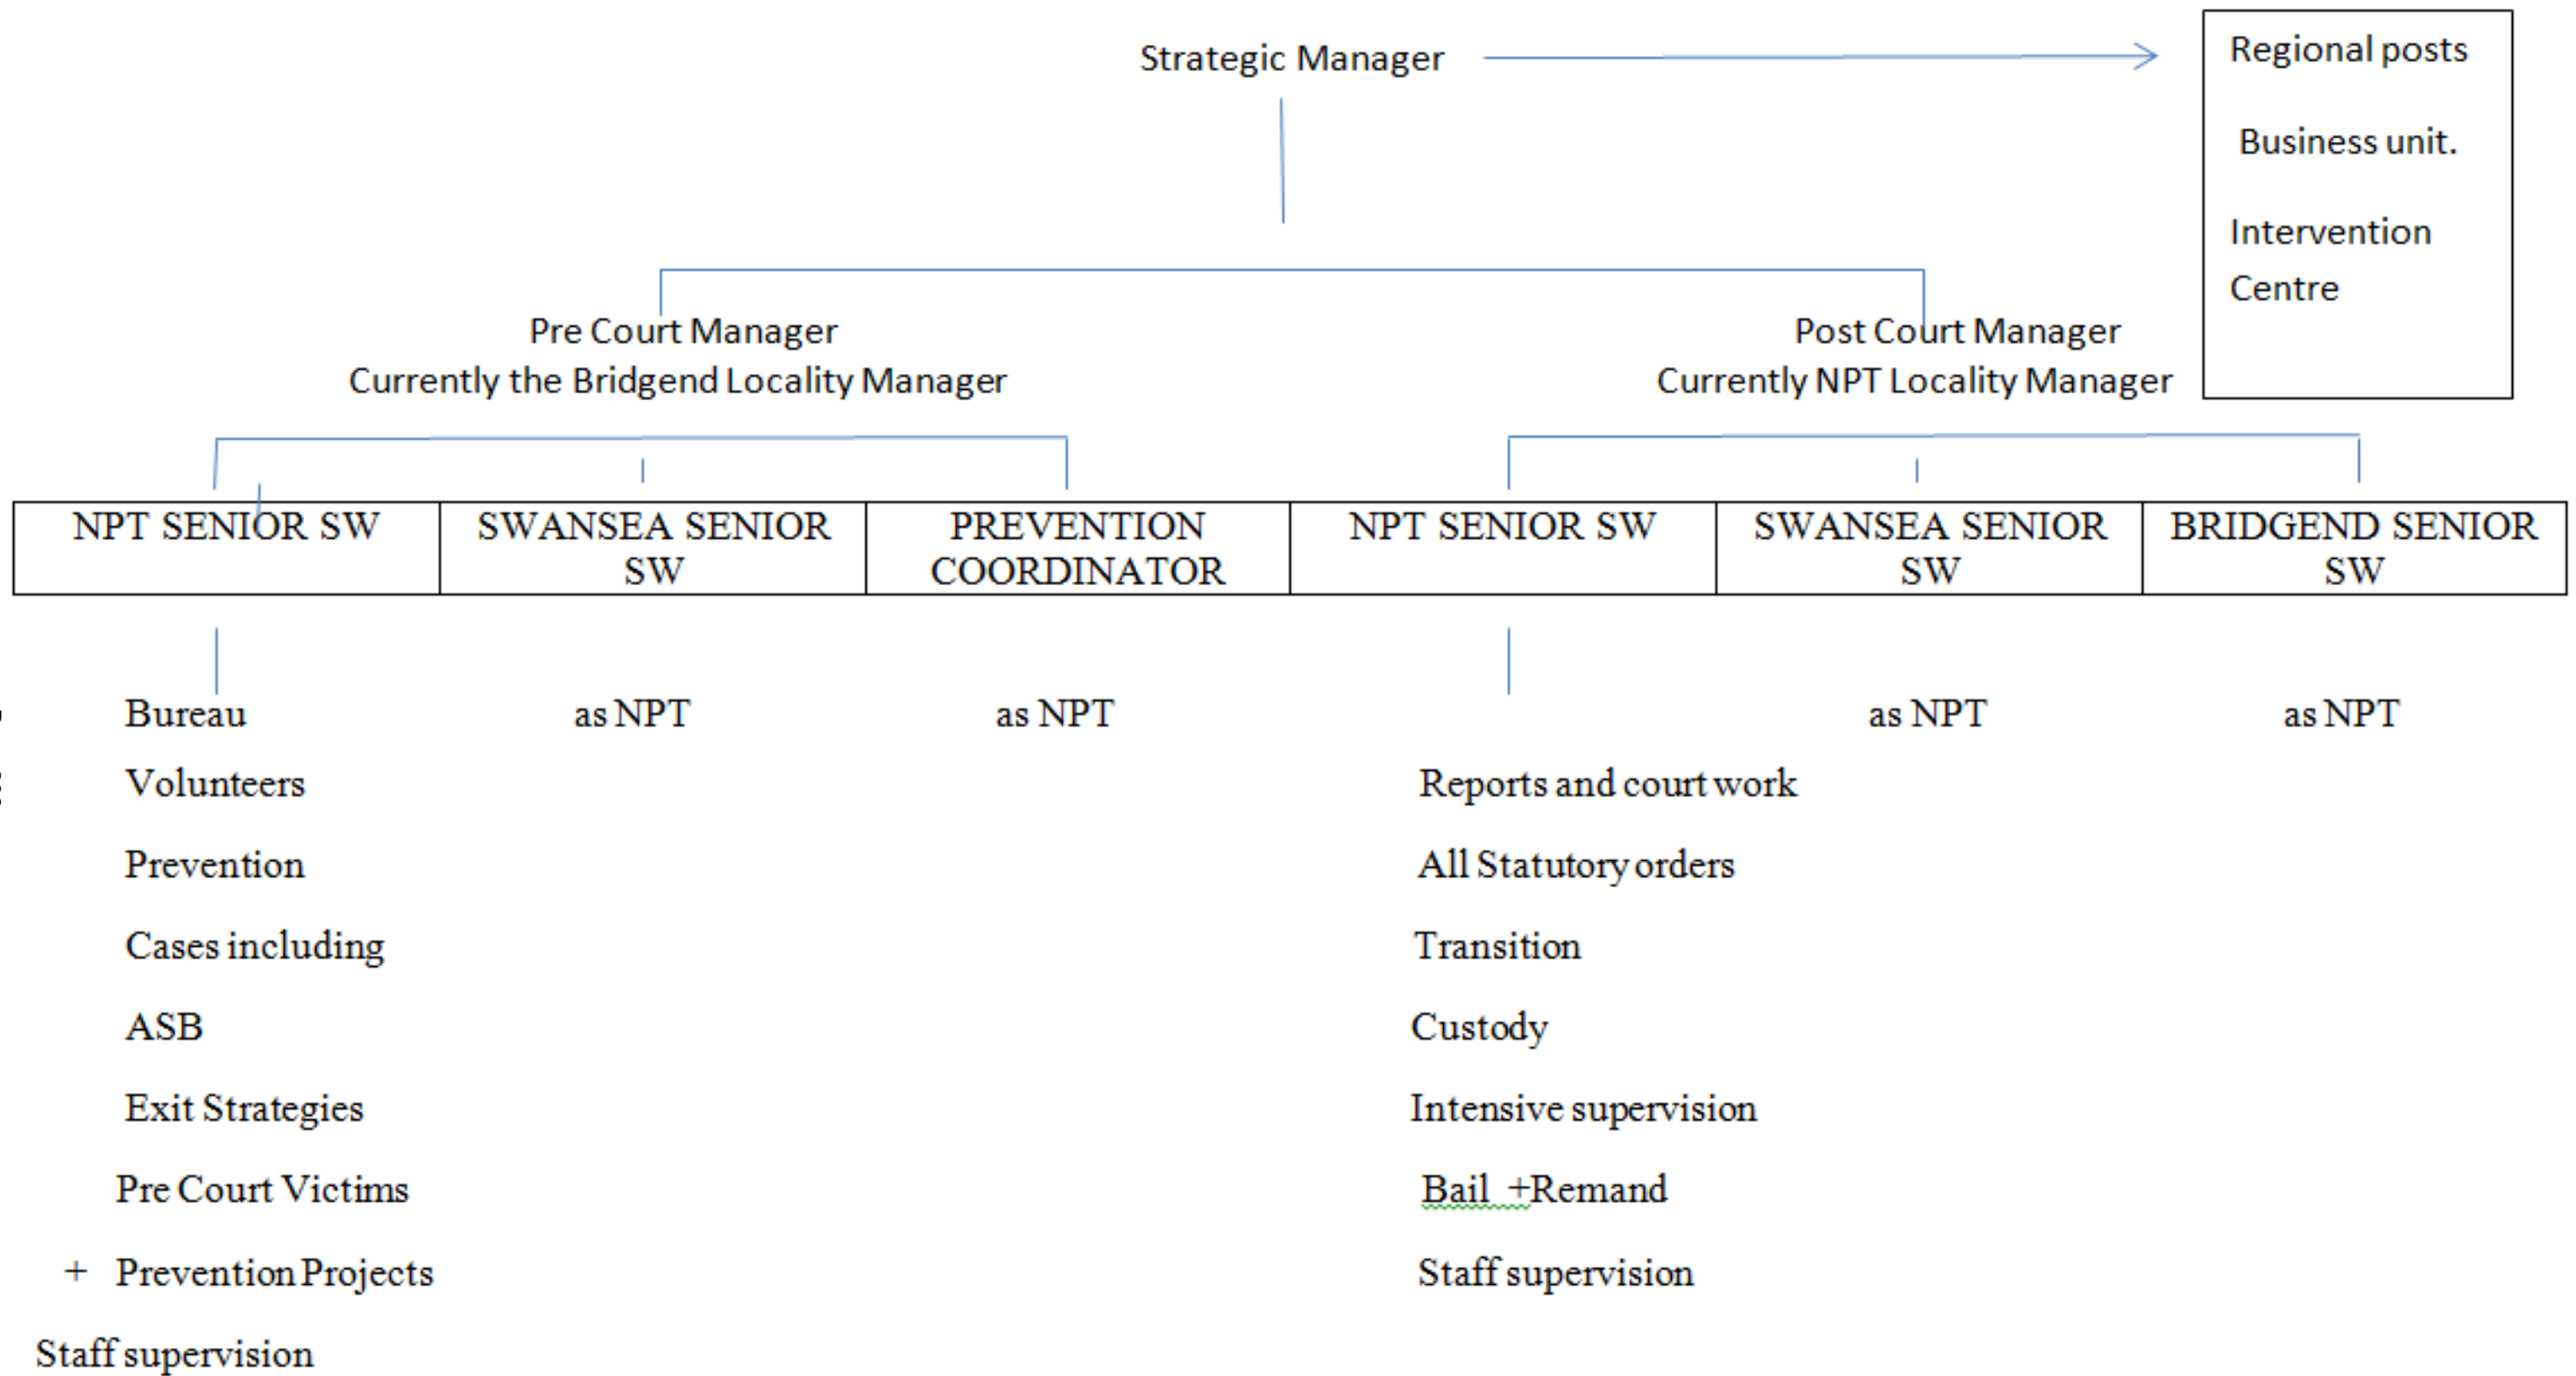 Strategic Manager
Regional posts
Business unit.
Intervention
Centre
Pre Court Manager
Currently the Bridgend Locality Manager
Post Court Manager
Currently NPT Locality Manager
NPT SENIOR SW
SWANSEA SENIOR
SW
PREVENTION
COORDINATOR
NPT SENIOR SW
SWANSEA SENIOR
SW
BRIDGEND SENIOR
SW
Bureau
as NPT
as NPT
as NPT
as NPT
Volunteers
Prevention
Cases including
ASB
Exit Strategies
Pre Court Victims
+ Prevention Projects
Staff supervision
Reports and court work
All Statutory orders
Transition
Custody
Intensive supervision
Bail +Remand
Staff supervision